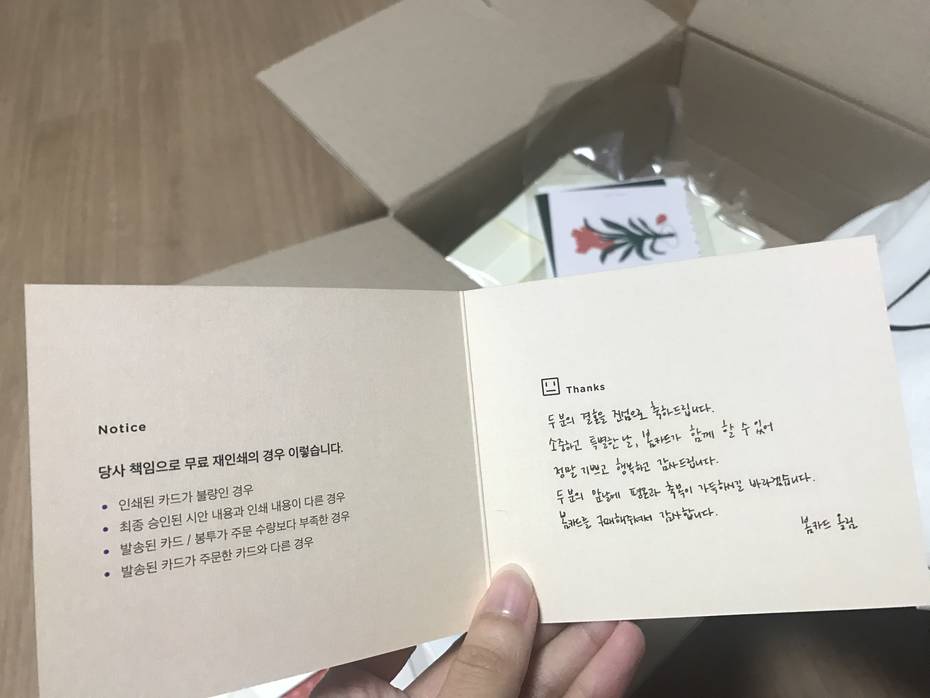 Notice
당사 책임으로 무료 재인쇄의 경우 이렇습니다.
• 인쇄된 카드가 불량인 경우
• 최종 승인된 시안 내용과 인쇄 내용이 다른 경우
• 발송된 카드 / 봉투가 주문 수량보다 부족한 경우
• 발송된 카드가 주문한 카드와 다른 경우
Thanks
두 분의 결혼을 진심으로 축하드립니다.
소중하고 특별한 날, 봄카드가 함께 할 수 있어
정말 기쁘고 행복하고 감사드립니다.
두 분의 앞날에 평온과 축복이 가득하시길 바라겠습니다.
봄카드를 구매해주셔서 감사합니다.
봄카드 올림